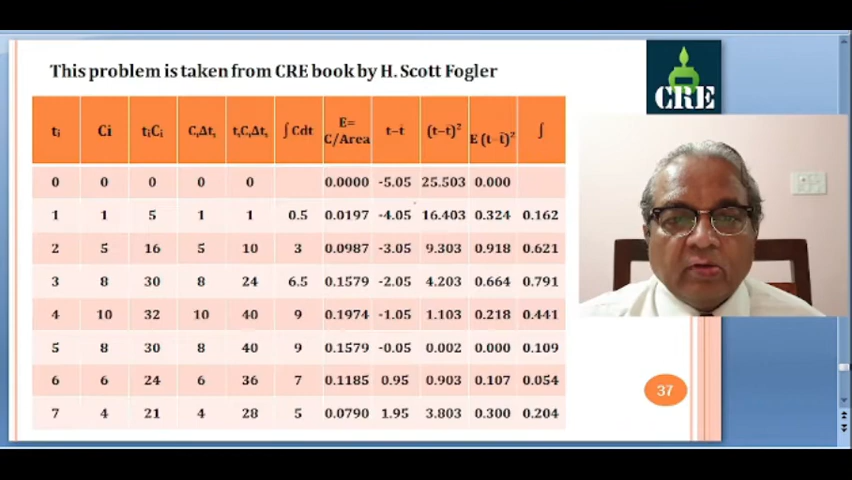 This problem is taken from CRE book by H. Scott Fogler
CRE
tᵢ Ci tᵢCᵢ CᵢΔtᵢ tᵢCᵢΔtᵢ ∫ Cdt E= C/Area t–t̄ (t–t̄)² E (t–t̄)² ∫
0 0 0 0 0 0.0000 -5.05 25.503 0.000
1 1 5 1 1 0.5 0.0197 -4.05 16.403 0.324 0.162
2 5 16 5 10 3 0.0987 -3.05 9.303 0.918 0.621
3 8 30 8 24 6.5 0.1579 -2.05 4.203 0.664 0.791
4 10 32 10 40 9 0.1974 -1.05 1.103 0.218 0.441
5 8 30 8 40 9 0.1579 -0.05 0.002 0.000 0.109
6 6 24 6 36 7 0.1185 0.95 0.903 0.107 0.054
7 4 21 4 28 5 0.0790 1.95 3.803 0.300 0.204
37